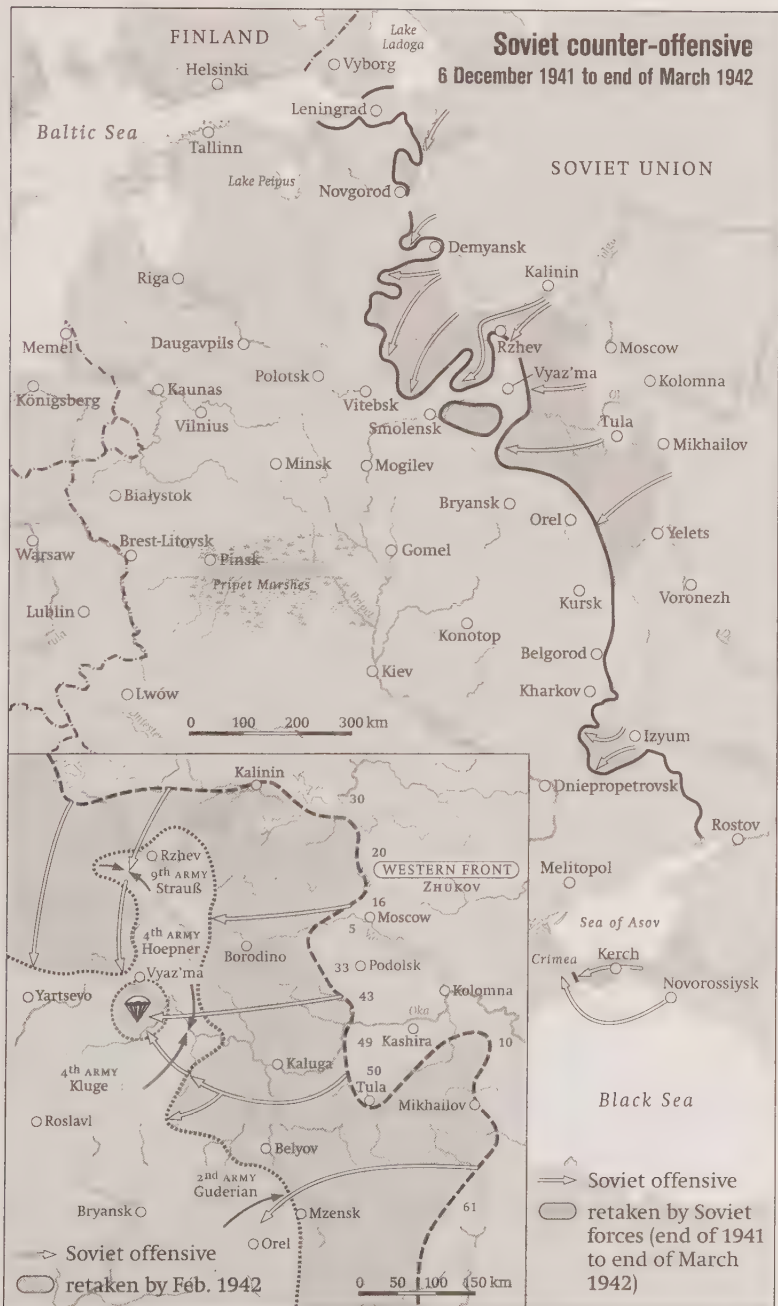 Soviet counter-offensive
6 December 1941 to end of March 1942
FINLAND
Lake
Ladoga
Helsinki
Vyborg
Leningrad
Baltic Sea
Tallinn
SOVIET UNION
Lake Peipus
Novgorod
Demyansk
Riga
Kalinin
Memel
Daugavpils
Rzhev
Moscow
Polotsk
Vyaz'ma
Kolomna
Königsberg
Kaunas
Vitebsk
Vilnius
Smolensk
Tula
Mikhailov
Minsk
Mogilev
Białystok
Bryansk
Orel
Yelets
Warsaw
Brest-Litovsk
Pinsk
Gomel
Pripet Marshes
Pripet
Kursk
Voronezh
Lublin
Konotop
Belgorod
Kiev
Lwów
Kharkov
0 100 200 300 km
Izyum
Dniepropetrovsk
Rostov
Melitopol
Sea of Asov
Crimea
Kerch
Novorossiysk
Black Sea
Soviet offensive
retaken by Soviet
forces (end of 1941
to end of March
1942)
Kalinin
30
Rzhev
20
WESTERN FRONT
ZHUKOV
9th ARMY
Strauß
16
Moscow
5
4th ARMY
Hoepner
Borodino
33
Podolsk
Vyaz'ma
Yartsevo
43
Kolomna
Oka
Kashira
49
10
4th ARMY
Kluge
Kaluga
50
Tula
Mikhailov
Roslavl
Belyov
2nd ARMY
Guderian
Bryansk
Mzensk
61
Orel
Soviet offensive
retaken by Feb. 1942
0 50 100 150 km